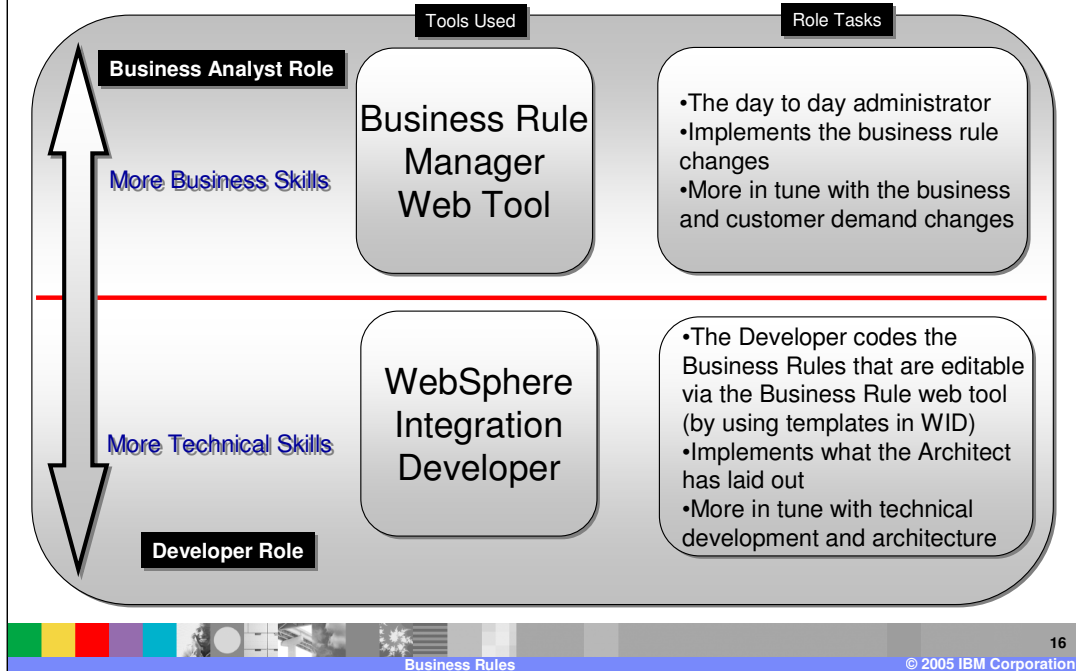 Tools Used
Role Tasks
Business Analyst Role
More Business Skills
Business Rule
Manager
Web Tool
•The day to day administrator
•Implements the business rule
changes
•More in tune with the business
and customer demand changes
More Technical Skills
Developer Role
WebSphere
Integration
Developer
•The Developer codes the
Business Rules that are editable
via the Business Rule web tool
(by using templates in WID)
•Implements what the Architect
has laid out
•More in tune with technical
development and architecture
16
Business Rules
© 2005 IBM Corporation